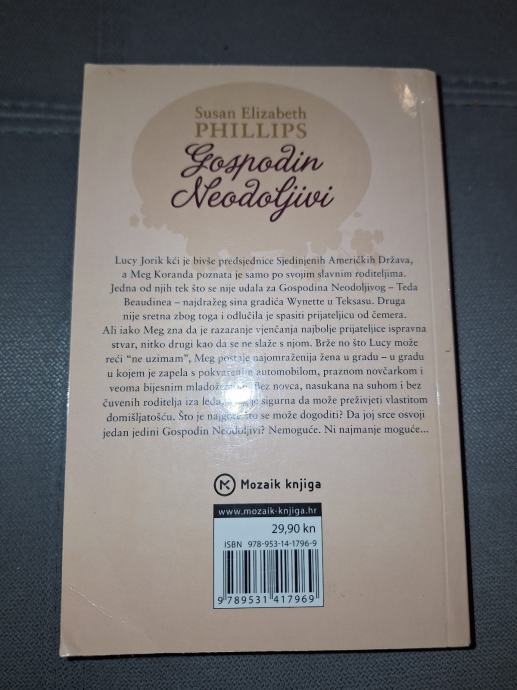 Susan Elizabeth
PHILLIPS
Gospodin
Neodoljivi
Lucy Jorik kći je bivše predsjednice Sjedinjenih Američkih Država,
a Meg Koranda poznata je samo po svojim slavnim roditeljima.
Jedna od njih tek što se nije udala za Gospodina Neodoljivog – Teda
Beaudinea – najdražeg sina gradića Wynette u Teksasu. Druga
nije sretna zbog toga i odlučila je spasiti prijateljicu od čemera.
Ali iako Meg zna da je razaranje vjenčanja najbolje prijateljice ispravna
stvar, nitko drugi kao da se ne slaže s njom. Brže no što Lucy može
reći “ne uzimam”, Meg postaje najomraženija žena u gradu – u gradu
u kojem je zapela s pokvarenim automobilom, praznom novčarkom i
veoma bijesnim mladoženjom. Bez novca, nasukana na suhom i bez
čuvenih roditelja iza leđa, Meg je sigurna da može preživjeti vlastitom
domišljatošću. Što je najgore što se može dogoditi? Da joj srce osvoji
jedan jedini Gospodin Neodoljivi? Nemoguće. Ni najmanje moguće...
Mozaik knjiga
www.mozaik-knjiga.hr
29,90 kn
ISBN 978-953-14-1796-9
9 789531 417969